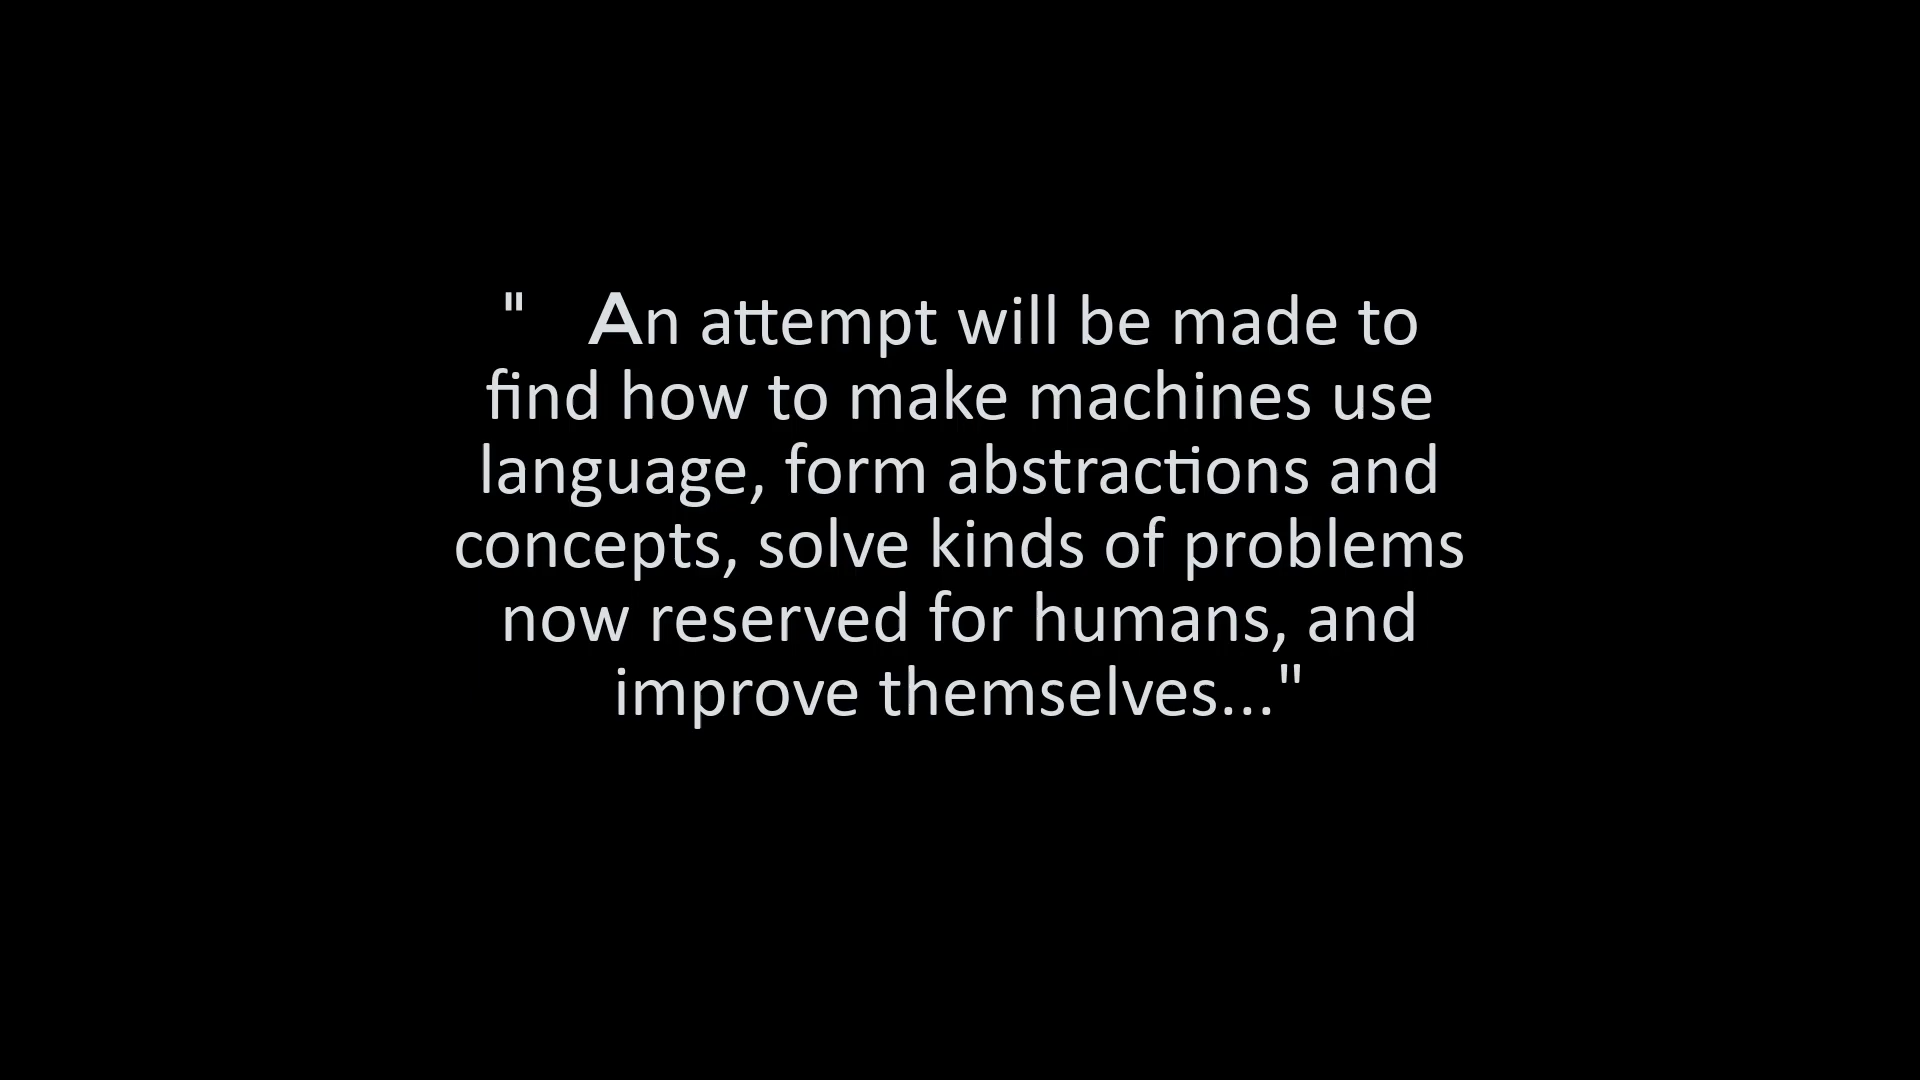 " An attempt will be made to
find how to make machines use
language, form abstractions and
concepts, solve kinds of problems
now reserved for humans, and
improve themselves..."